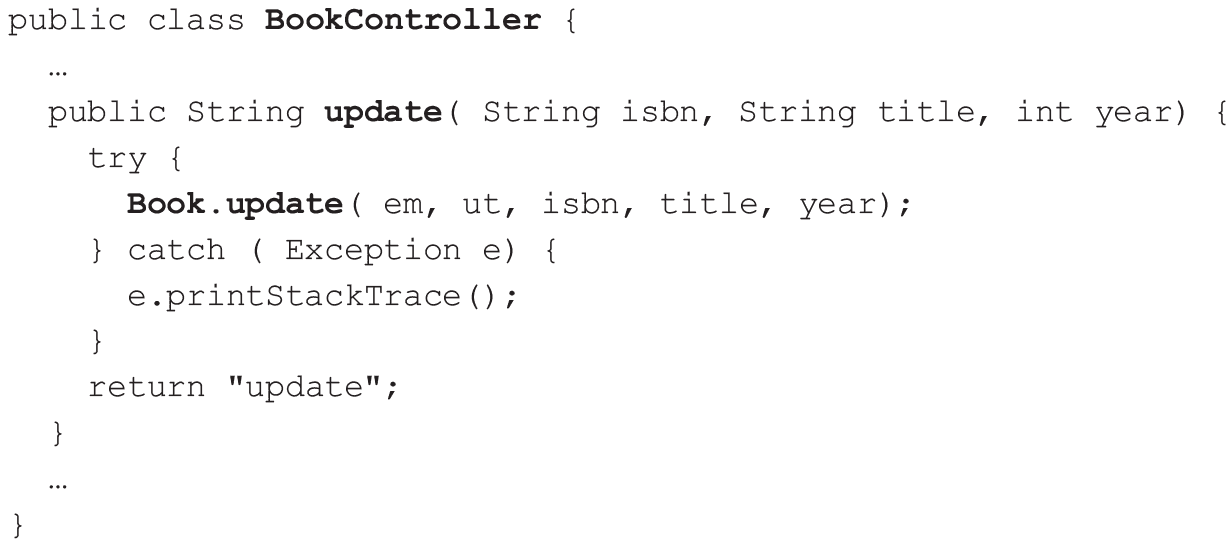 public class BookController {
…
public String update( String isbn, String title, int year) {
try {
Book.update( em, ut, isbn, title, year);
} catch ( Exception e) {
e.printStackTrace();
}
return "update";
}
…
}